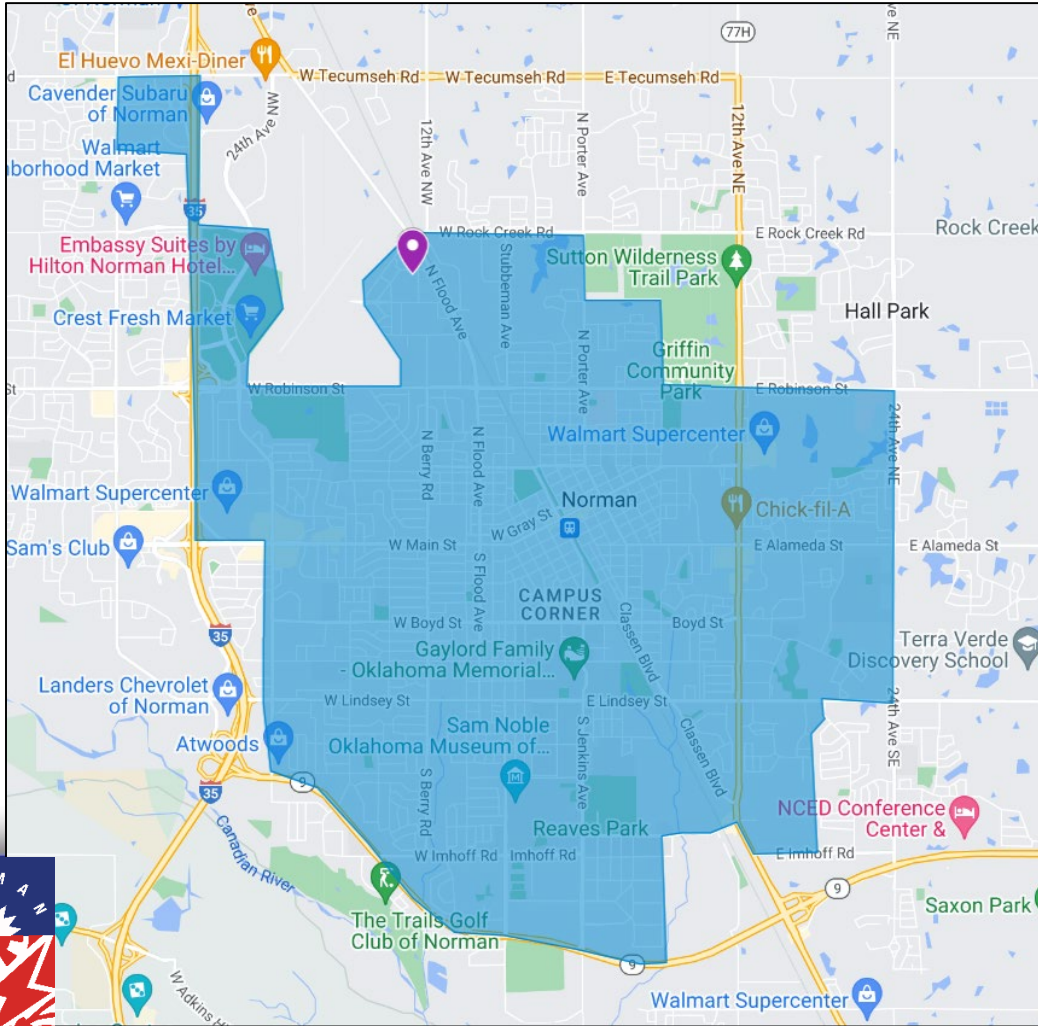 77H
ve NE
El Huevo Mexi-Diner
W Tecumseh Rd
W Tecumseh Rd
E Tecumseh Rd
Cavender Subaru
of Norman
24th Ave NW
12th Ave NW
N Porter Ave
12th Ave NE
Walmart
borhood Market
35
W Rock Creek Rd
E Rock Creek Rd
Rock Creek
Embassy Suites by
Hilton Norman Hotel...
N Flood Ave
Stubbeman Ave
Sutton Wilderness
Trail Park
Crest Fresh Market
Hall Park
N Porter Ave
Griffin
Community
Park
St
W Robinson St
E Robinson St
24th Ave NE
N Berry Rd
N Flood Ave
Walmart Supercenter
Walmart Supercenter
Norman
Chick-fil-A
W Gray St
Sam's Club
W Main St
E Alameda St
E Alameda St
S Flood Ave
CAMPUS
CORNER
Classen Blvd
W Boyd St
Boyd St
35
Gaylord Family
- Oklahoma Memorial...
Terra Verde
Discovery School
Landers Chevrolet
of Norman
W Lindsey St
E Lindsey St
24th Ave SE
Atwoods
Sam Noble
Oklahoma Museum of...
S Jenkins Ave
Classen Blvd
9
35
S Berry Rd
Canadian River
Reaves Park
NCED Conference
Center &
W Imhoff Rd
Imhoff Rd
E Imhoff Rd
9
The Trails Golf
Club of Norman
Saxon Park
9
Walmart Supercenter
W Adkins H
M A N